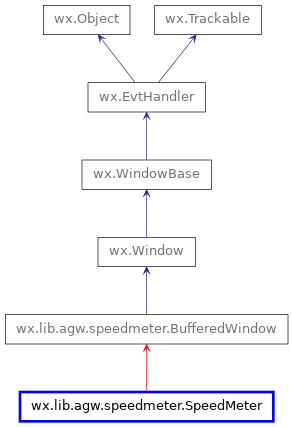 wx.Object
wx.Trackable
wx.EvtHandler
wx.WindowBase
wx.Window
wx.lib.agw.speedmeter.BufferedWindow
wx.lib.agw.speedmeter.SpeedMeter